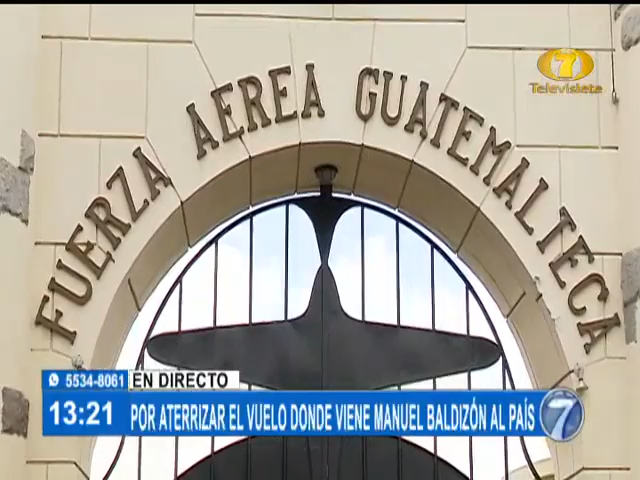 FUERZA AEREA GUATEMALTECA
7
Televisiete
5534-8061 EN DIRECTO
13:21 POR ATERRIZAR EL VUELO DONDE VIENE MANUEL BALDIZÓN AL PAÍS 7